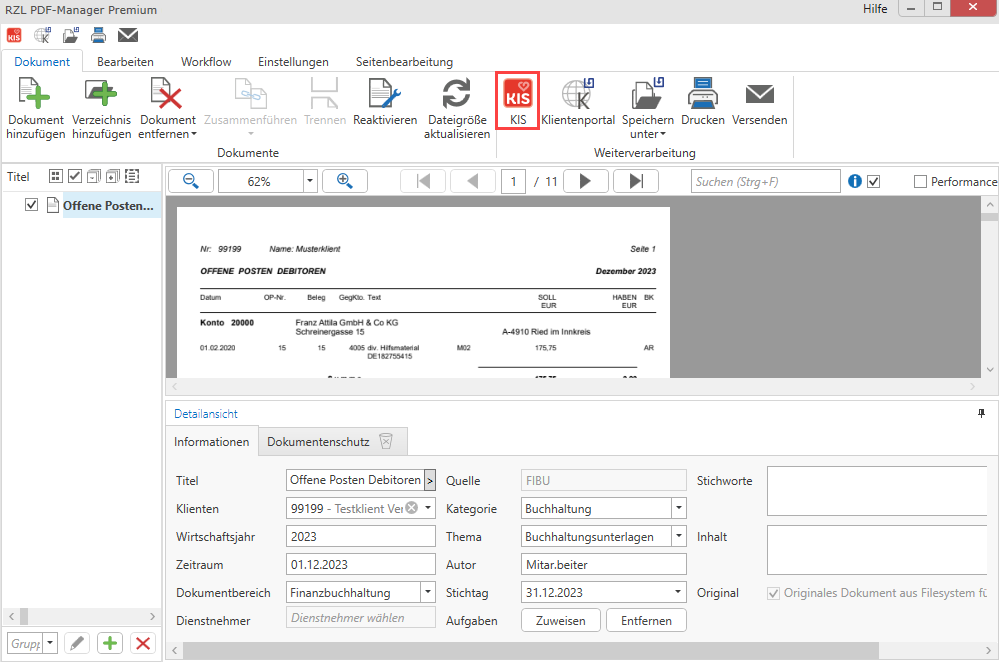 RZL PDF-Manager Premium
Hilfe
Dokument Bearbeiten Workflow Einstellungen Seitenbearbeitung
Dokument hinzufügen
Verzeichnis hinzufügen
Dokument entfernen
Zusammenführen
Trennen
Reaktivieren
Dateigröße aktualisieren
KIS
KIS
Klientenportal
Speichern unter
Drucken
Versenden
Dokumente
Weiterverarbeitung
Titel
Offene Posten...
62%
1 / 11
Suchen (Strg+F)
Performance
Nr: 99199 Name: Musterklient Seite 1
OFFENE POSTEN DEBITOREN Dezember 2023
Datum OP-Nr. Beleg GegKto. Text SOLL HABEN BK
EUR EUR
Konto 20000 Franz Attila GmbH & Co KG
Schreinergasse 15 A-4910 Ried im Innkreis
01.02.2020 15 15 4005 div. Hilfsmaterial M02 175,75 AR
DE182755415
Detailansicht
Informationen Dokumentenschutz
Titel Offene Posten Debitoren > Quelle FIBU Stichworte
Klienten 99199 - Testklient Ver Kategorie Buchhaltung
Wirtschaftsjahr 2023 Thema Buchhaltungsunterlagen Inhalt
Zeitraum 01.12.2023 Autor Mitar.beiter
Dokumentbereich Finanzbuchhaltung Stichtag 31.12.2023 Original Originales Dokument aus Filesystem fü
Dienstnehmer Dienstnehmer wählen Aufgaben Zuweisen Entfernen
Grupp